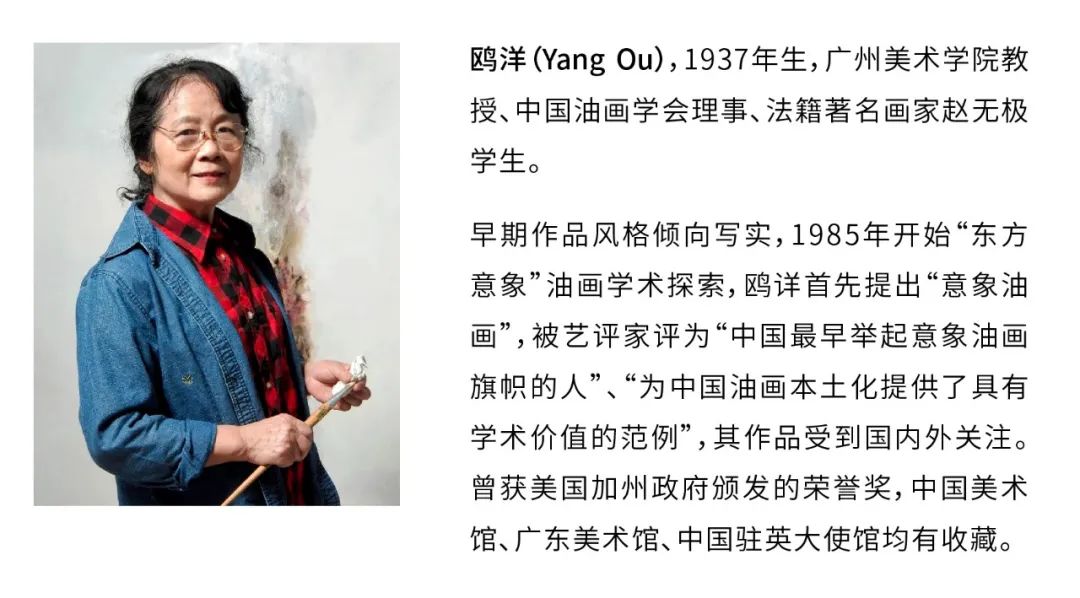 鸥洋（Yang Ou），1937年生，广州美术学院教
授、中国油画学会理事、法籍著名画家赵无极
学生。
早期作品风格倾向写实，1985年开始“东方
意象”油画学术探索，鸥详首先提出“意象油
画”，被艺评家评为“中国最早举起意象油画
旗帜的人”、“为中国油画本土化提供了具有
学术价值的范例”，其作品受到国内外关注。
曾获美国加州政府颁发的荣誉奖，中国美术
馆、广东美术馆、中国驻英大使馆均有收藏。